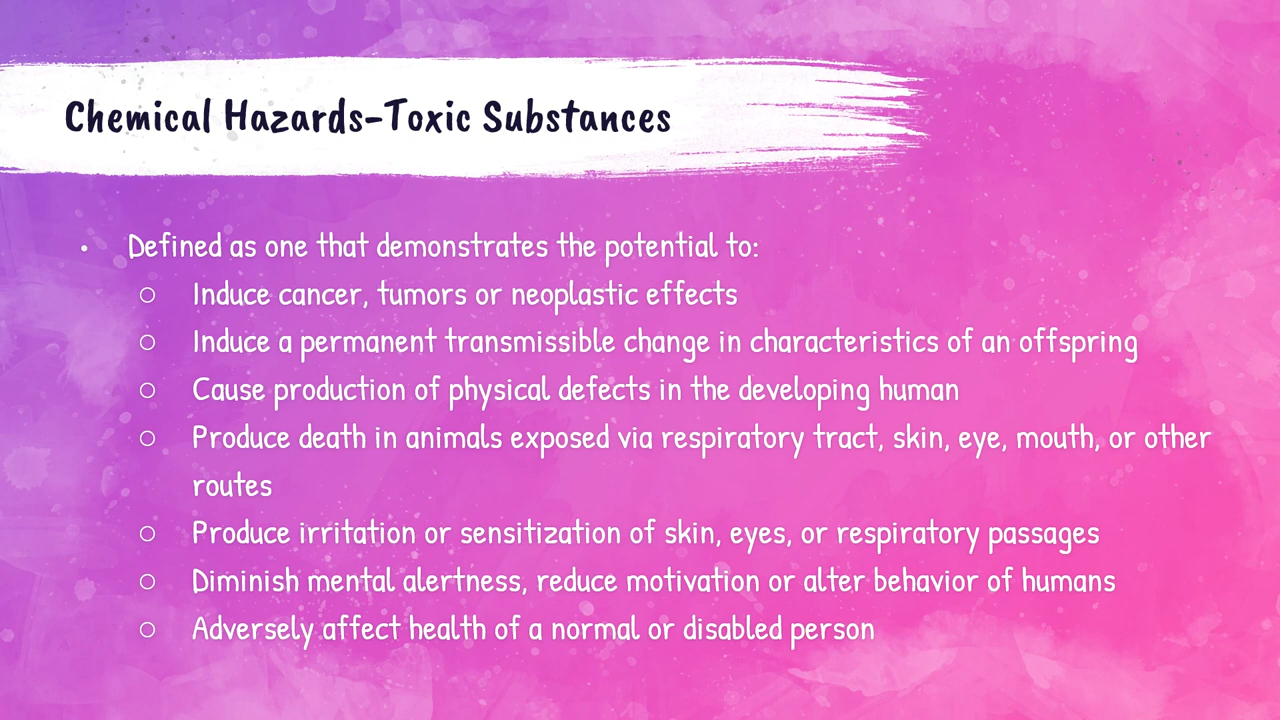 Chemical Hazards-Toxic Substances
• Defined as one that demonstrates the potential to:
○ Induce cancer, tumors or neoplastic effects
○ Induce a permanent transmissible change in characteristics of an offspring
○ Cause production of physical defects in the developing human
○ Produce death in animals exposed via respiratory tract, skin, eye, mouth, or other
routes
○ Produce irritation or sensitization of skin, eyes, or respiratory passages
○ Diminish mental alertness, reduce motivation or alter behavior of humans
○ Adversely affect health of a normal or disabled person